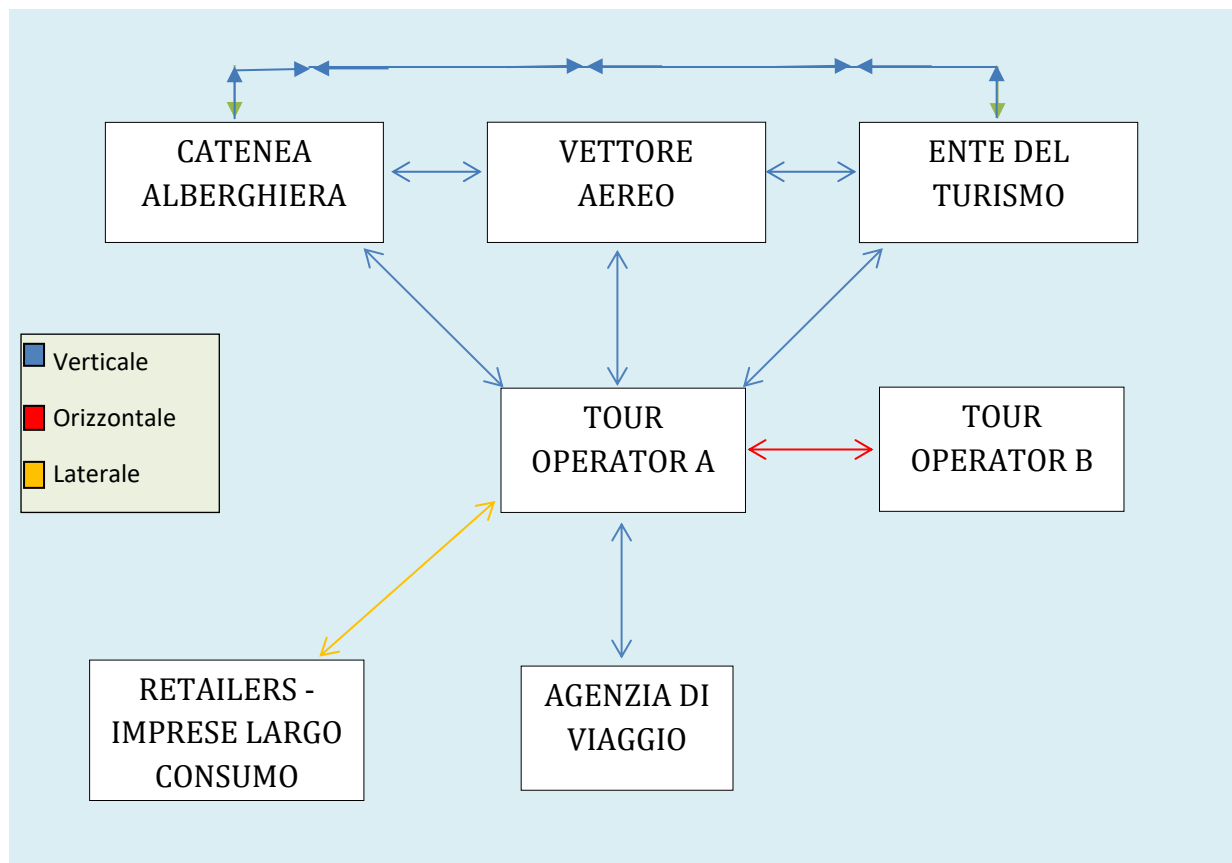 CATENEA
ALBERGHIERA
VETTORE
AEREO
ENTE DEL
TURISMO
Verticale
Orizzontale
Laterale
TOUR
OPERATOR A
TOUR
OPERATOR B
RETAILERS -
IMPRESE LARGO
CONSUMO
AGENZIA DI
VIAGGIO